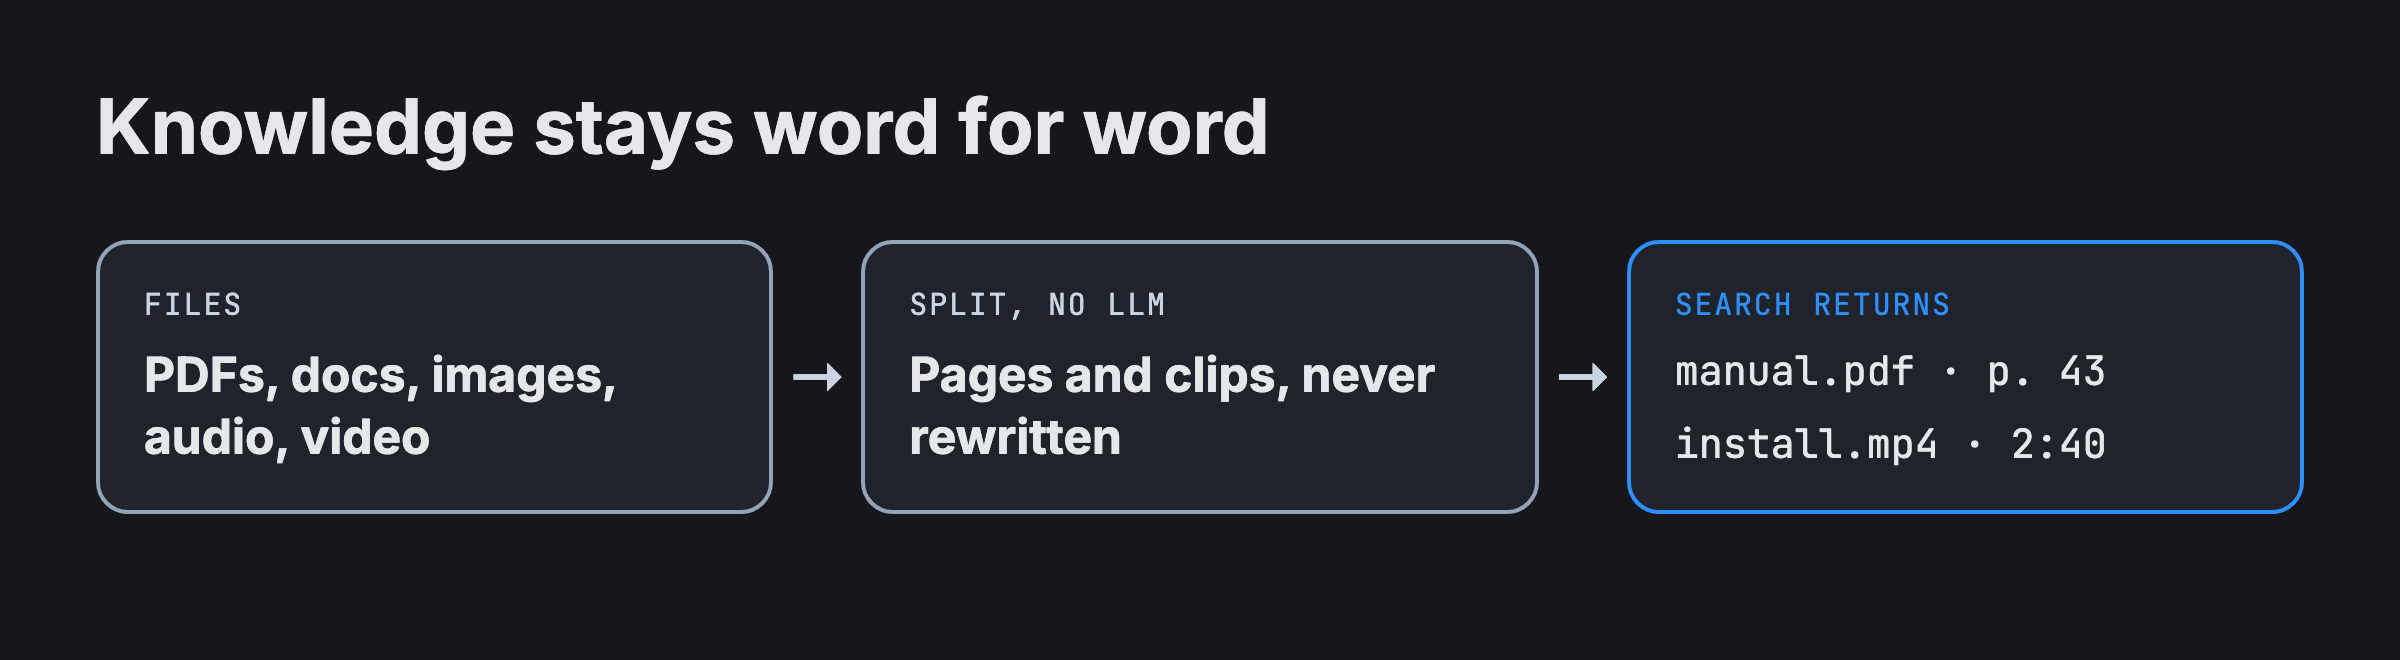 Knowledge stays word for word
FILES
PDFs, docs, images,
audio, video
SPLIT, NO LLM
Pages and clips, never
rewritten
SEARCH RETURNS
manual.pdf · p. 43
install.mp4 · 2:40